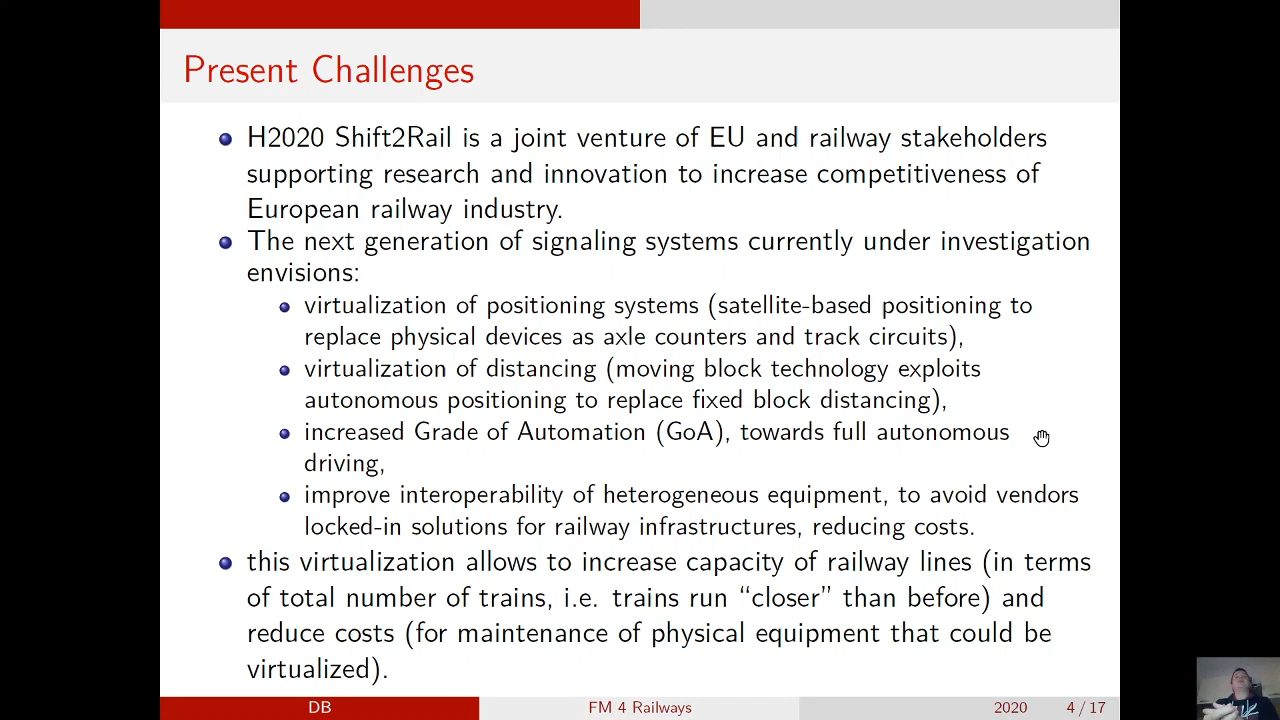 Present Challenges
H2020 Shift2Rail is a joint venture of EU and railway stakeholders
supporting research and innovation to increase competitiveness of
European railway industry.
The next generation of signaling systems currently under investigation
envisions:
virtualization of positioning systems (satellite-based positioning to
replace physical devices as axle counters and track circuits),
virtualization of distancing (moving block technology exploits
autonomous positioning to replace fixed block distancing),
increased Grade of Automation (GoA), towards full autonomous
driving,
improve interoperability of heterogeneous equipment, to avoid vendors
locked-in solutions for railway infrastructures, reducing costs.
this virtualization allows to increase capacity of railway lines (in terms
of total number of trains, i.e. trains run “closer” than before) and
reduce costs (for maintenance of physical equipment that could be
virtualized).
DB FM 4 Railways 2020 4 / 17